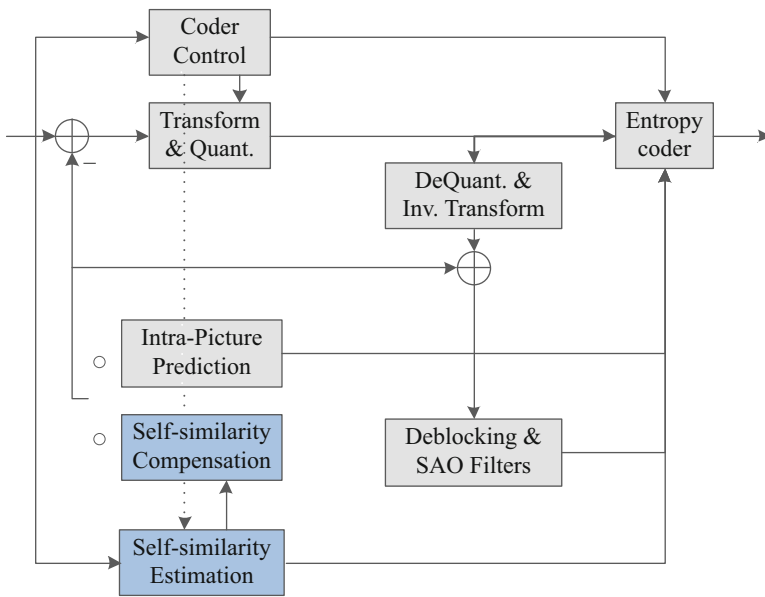 Coder
Control
Transform
& Quant.
Entropy
coder
DeQuant. &
Inv. Transform
Intra-Picture
Prediction
Self-similarity
Compensation
Deblocking &
SAO Filters
Self-similarity
Estimation